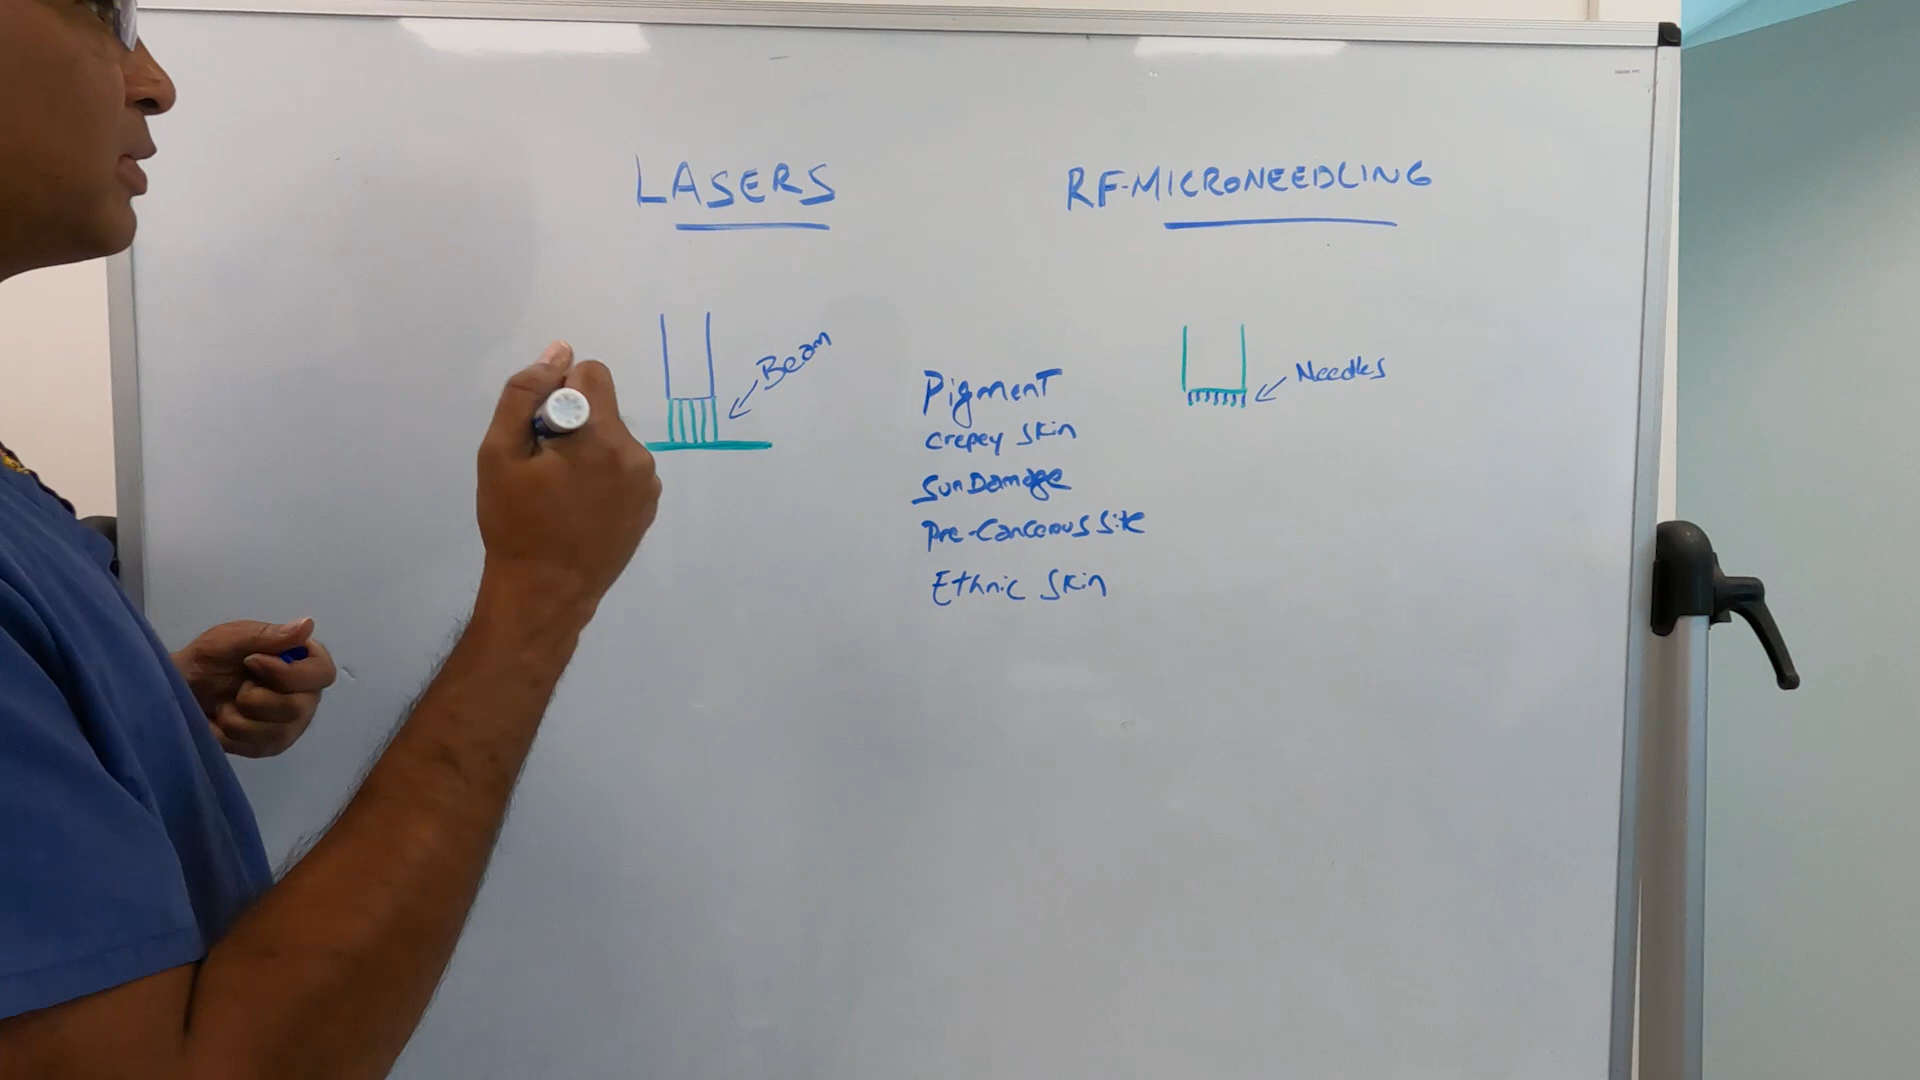 LASERS
RF-MICRONEEDLING
Beam
Needles
Pigment
Crepey Skin
Sun Damage
Pre-Cancerous Site
Ethnic Skin